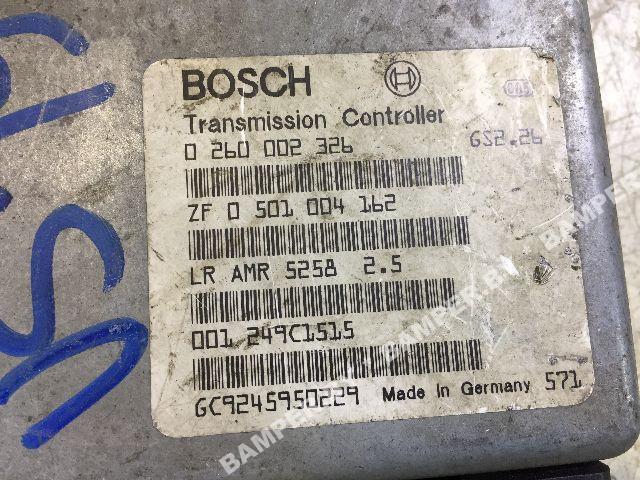 BOSCH
Transmission Controller
0 260 002 326 GS2.26
ZF 0 501 004 162
LR AMR 5258 2.5
001 249C1515
GC9245950229 Made in Germany 571
BAMPER.BY